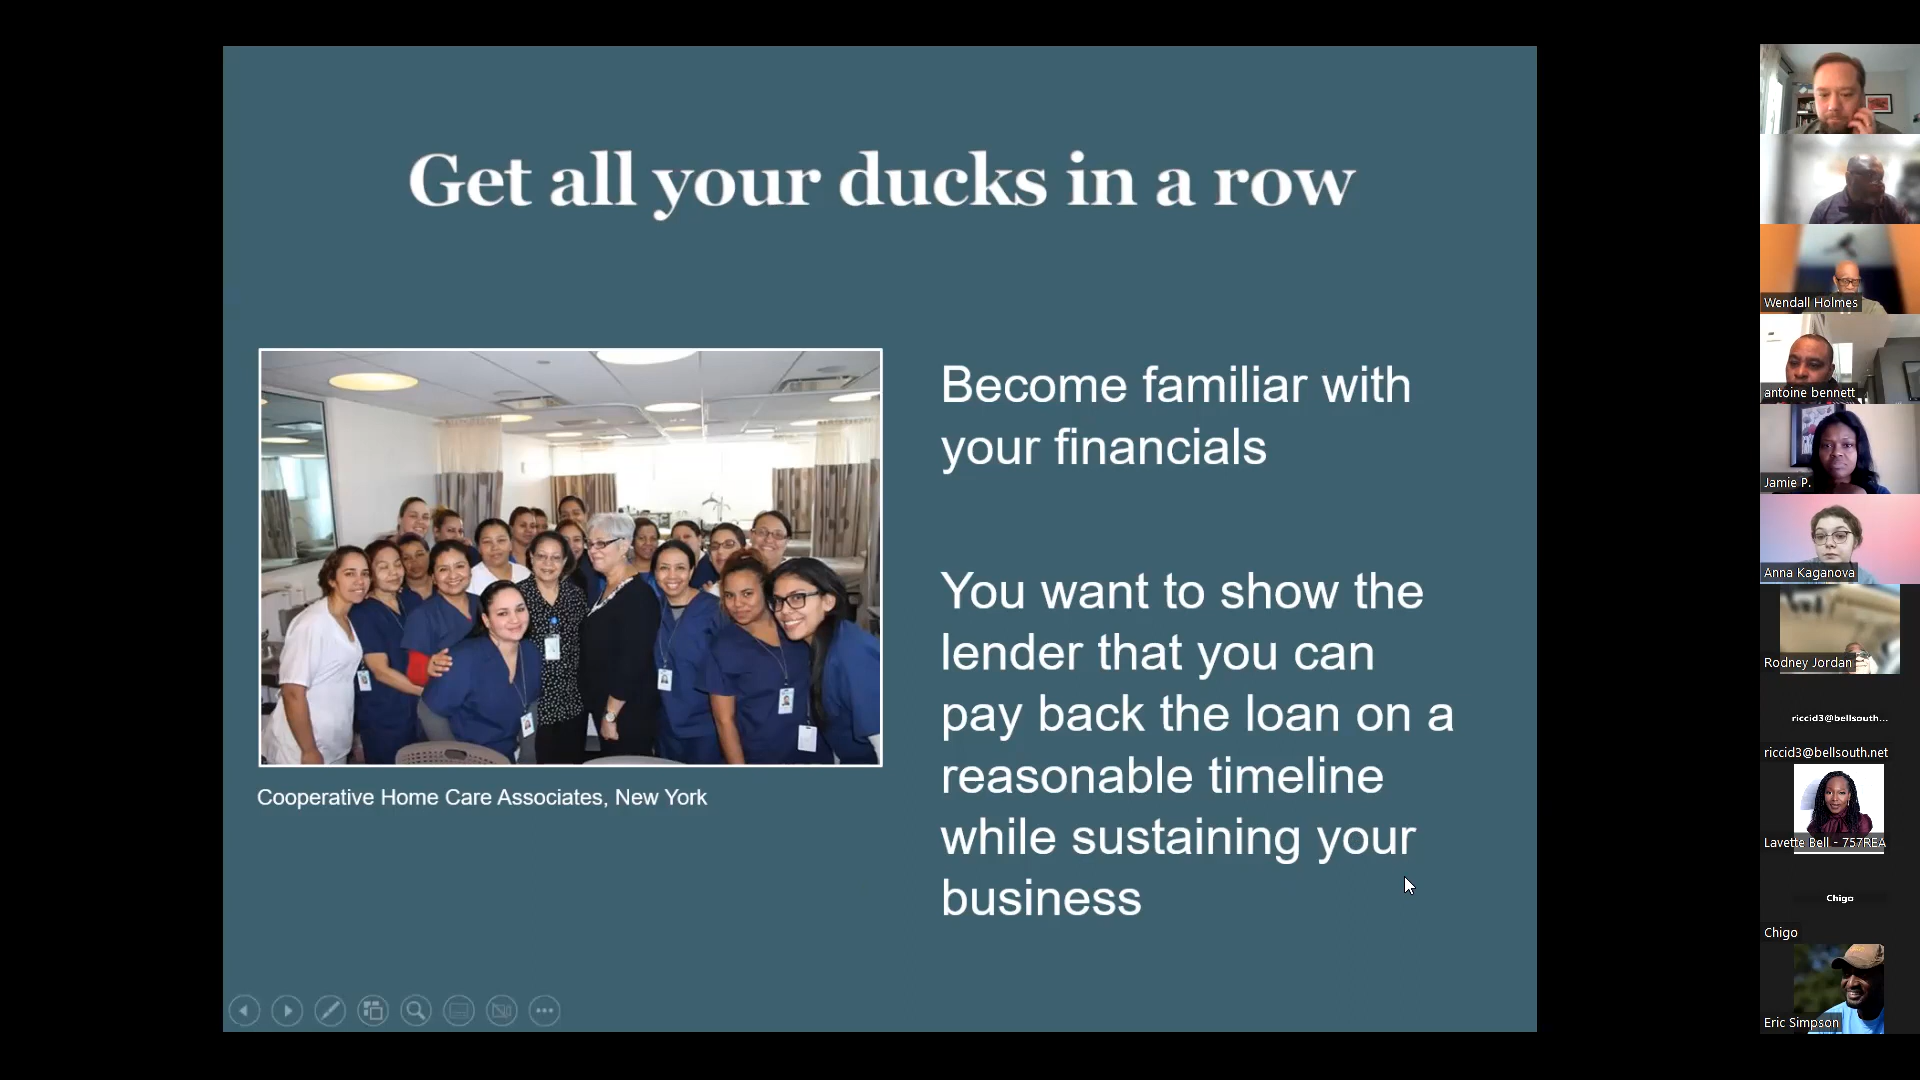 Get all your ducks in a row
Become familiar with
your financials
You want to show the
lender that you can
pay back the loan on a
reasonable timeline
while sustaining your
business
Cooperative Home Care Associates, New York
Wendall Holmes
antoine bennett
Jamie P.
Anna Kaganova
Rodney Jordan
riccid3@bellsouth...
riccid3@bellsouth.net
Lavette Bell - 757REA
Chigo
Chigo
Eric Simpson